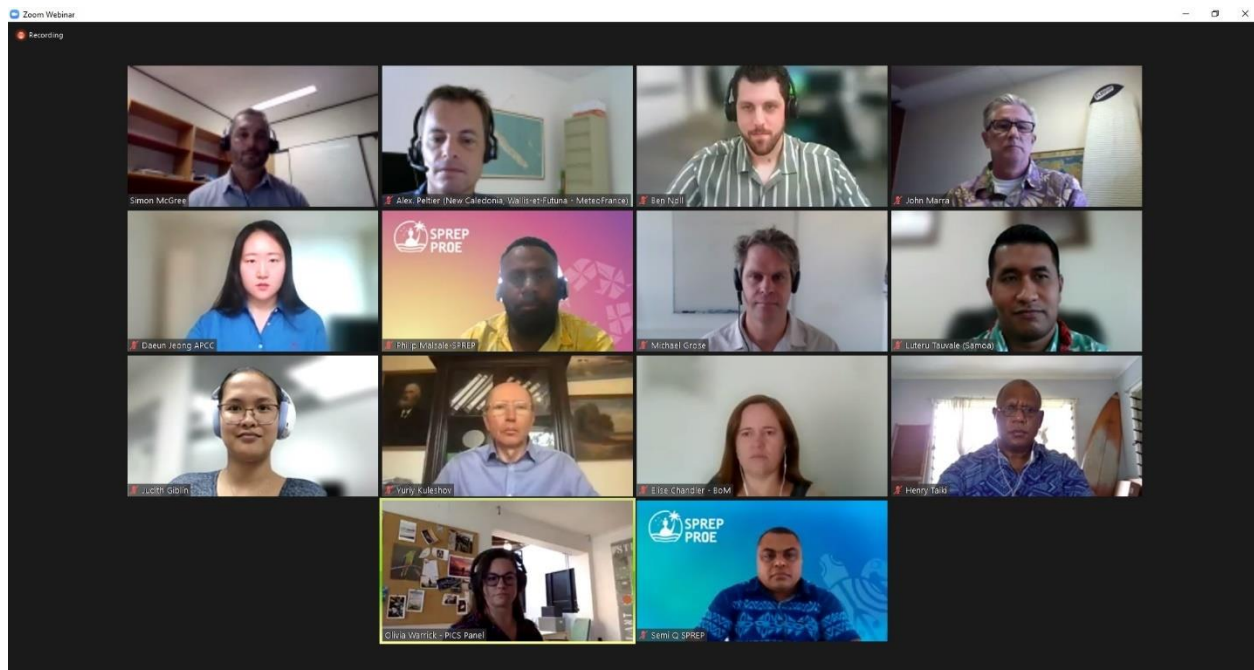 Zoom Webinar
Recording
Simon McGree
Alex. Peltier (New Caledonia, Wallis-et-Futuna - MeteoFrance)
Ben Noll
John Marra
SPREP
PROE
Daeun Jeong APCC
Philip Malsale-SPREP
Michael Grose
Luteru Tauvale (Samoa)
Judith Giblin
Yuriy Kuleshov
Elise Chandler - BoM
Henry Taiki
SPREP
PROE
Olivia Warrick - PICS Panel
Semi Q SPREP